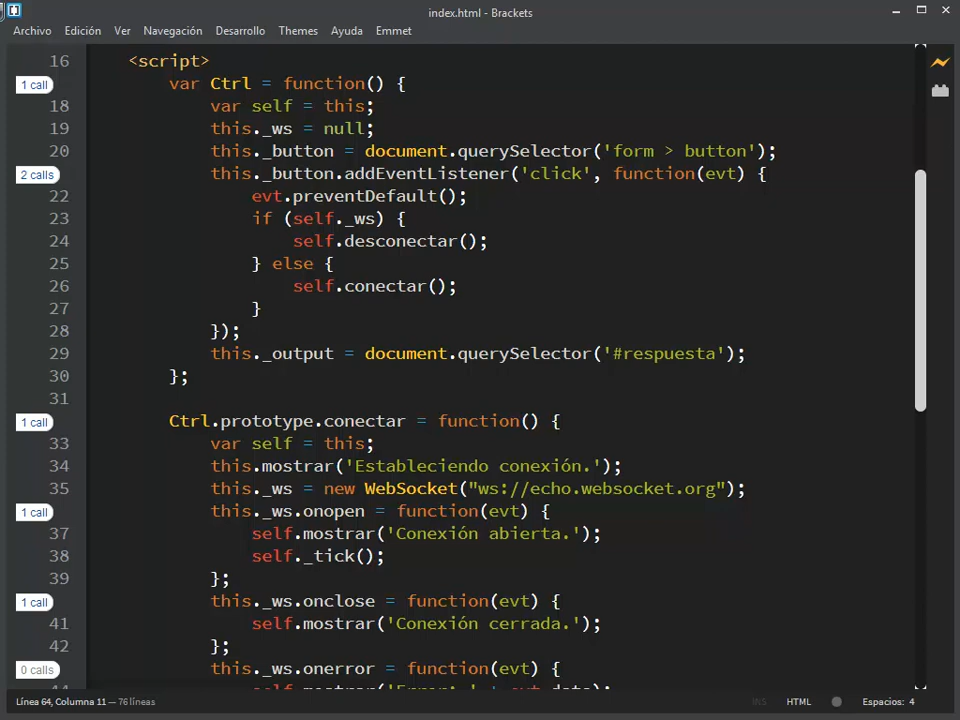 index.html - Brackets
Archivo Edición Ver Navegación Desarrollo Themes Ayuda Emmet
16 <script>
1 call var Ctrl = function() {
18 var self = this;
19 this._ws = null;
20 this._button = document.querySelector('form > button');
2 calls this._button.addEventListener('click', function(evt) {
22 evt.preventDefault();
23 if (self._ws) {
24 self.desconectar();
25 } else {
26 self.conectar();
27 }
28 });
29 this._output = document.querySelector('#respuesta');
30 };
31
1 call Ctrl.prototype.conectar = function() {
33 var self = this;
34 this.mostrar('Estableciendo conexión.');
35 this._ws = new WebSocket("ws://echo.websocket.org");
1 call this._ws.onopen = function(evt) {
37 self.mostrar('Conexión abierta.');
38 self._tick();
39 };
1 call this._ws.onclose = function(evt) {
41 self.mostrar('Conexión cerrada.');
42 };
0 calls this._ws.onerror = function(evt) {
Línea 64, Columna 11 — 76 líneas INS HTML Espacios: 4